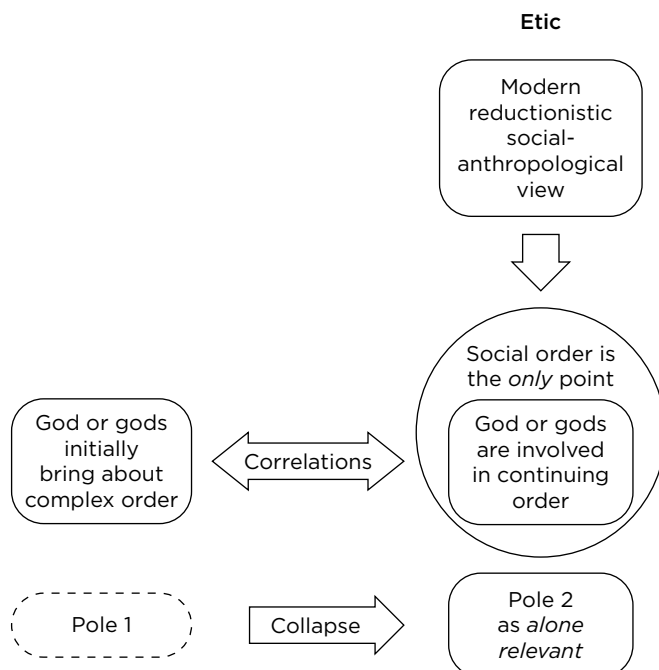 Etic
Modern
reductionistic
social-
anthropological
view
Social order is
the only point
God or gods
initially
bring about
complex order
Correlations
God or gods
are involved
in continuing
order
Pole 1
Collapse
Pole 2
as alone
relevant